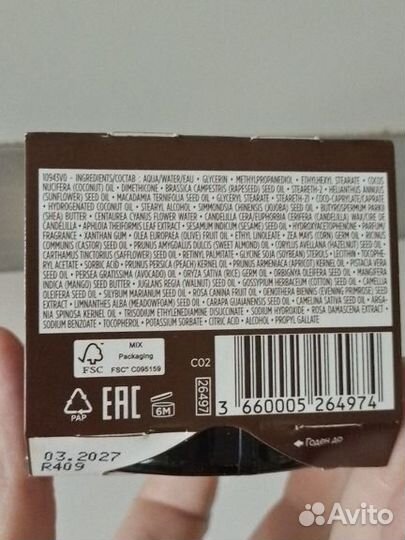 10943V0 - INGREDIENTS/СОСТАВ : AQUA/WATER/EAU • GLYCERIN • METHYLPROPANEDIOL • ETHYLHEXYL STEARATE • COCOS
NUCIFERA (COCONUT) OIL • DIMETHICONE • BRASSICA CAMPESTRIS (RAPESEED) SEED OIL • STEARETH-2 • HELIANTHUS ANNUUS
(SUNFLOWER) SEED OIL • MACADAMIA TERNIFOLIA SEED OIL • GLYCERYL STEARATE • STEARETH-21 • COCO-CAPRYLATE/CAPRATE
• HYDROGENATED COCONUT OIL • STEARYL ALCOHOL • SIMMONDSIA CHINENSIS (JOJOBA) SEED OIL • BUTYROSPERMUM PARKII
(SHEA) BUTTER • CENTAUREA CYANUS FLOWER WATER • CANDELILLA CERA/EUPHORBIA CERIFERA (CANDELILLA) WAX/CIRE DE
CANDELILLA • APHLOIA THEIFORMIS LEAF EXTRACT • SESAMUM INDICUM (SESAME) SEED OIL • HYDROXYACETOPHENONE • PARFUM/
FRAGRANCE • XANTHAN GUM • OLEA EUROPAEA (OLIVE) FRUIT OIL • ETHYL LINOLEATE • ZEA MAYS (CORN) GERM OIL • RICINUS
COMMUNIS (CASTOR) SEED OIL • PRUNUS AMYGDALUS DULCIS (SWEET ALMOND) OIL • CORYLUS AVELLANA (HAZELNUT) SEED OIL •
CARTHAMUS TINCTORIUS (SAFFLOWER) SEED OIL • RETINYL PALMITATE • GLYCINE SOJA (SOYBEAN) STEROLS • LECITHIN • TOCOPHE-
RYL ACETATE • SORBIC ACID • PRUNUS PERSICA (PEACH) KERNEL OIL • PRUNUS ARMENIACA (APRICOT) KERNEL OIL • PISTACIA VERA
SEED OIL • PERSEA GRATISSIMA (AVOCADO) OIL • ORYZA SATIVA (RICE) GERM OIL • ORBIGNYA OLEIFERA SEED OIL • MANGIFERA
INDICA (MANGO) SEED BUTTER • JUGLANS REGIA (WALNUT) SEED OIL • GOSSYPIUM HERBACEUM (COTTON) SEED OIL • CAMELLIA
OLEIFERA SEED OIL • SILYBUM MARIANUM SEED OIL • ROSA CANINA FRUIT OIL • OENOTHERA BIENNIS (EVENING PRIMROSE) OIL •
LIMNANTHES ALBA (MEADOWFOAM) SEED OIL • CARAPA GUAIANENSIS SEED OIL • CAMELINA SATIVA SEED OIL • ARGA-
NIA SPINOSA KERNEL OIL • TRISODIUM ETHYLENEDIAMINE DISUCCINATE • SODIUM HYDROXIDE • ROSA DAMASCENA EXTRACT •
SODIUM BENZOATE • TOCOPHEROL • POTASSIUM SORBATE • CITRIC ACID • ALCOHOL • PROPYL GALLATE
FSC
MIX
Packaging
FSC® C095159
C02
26497
PAP
EAC
6M
3 660005 264974
Годен до
03.2027
R409
Avito